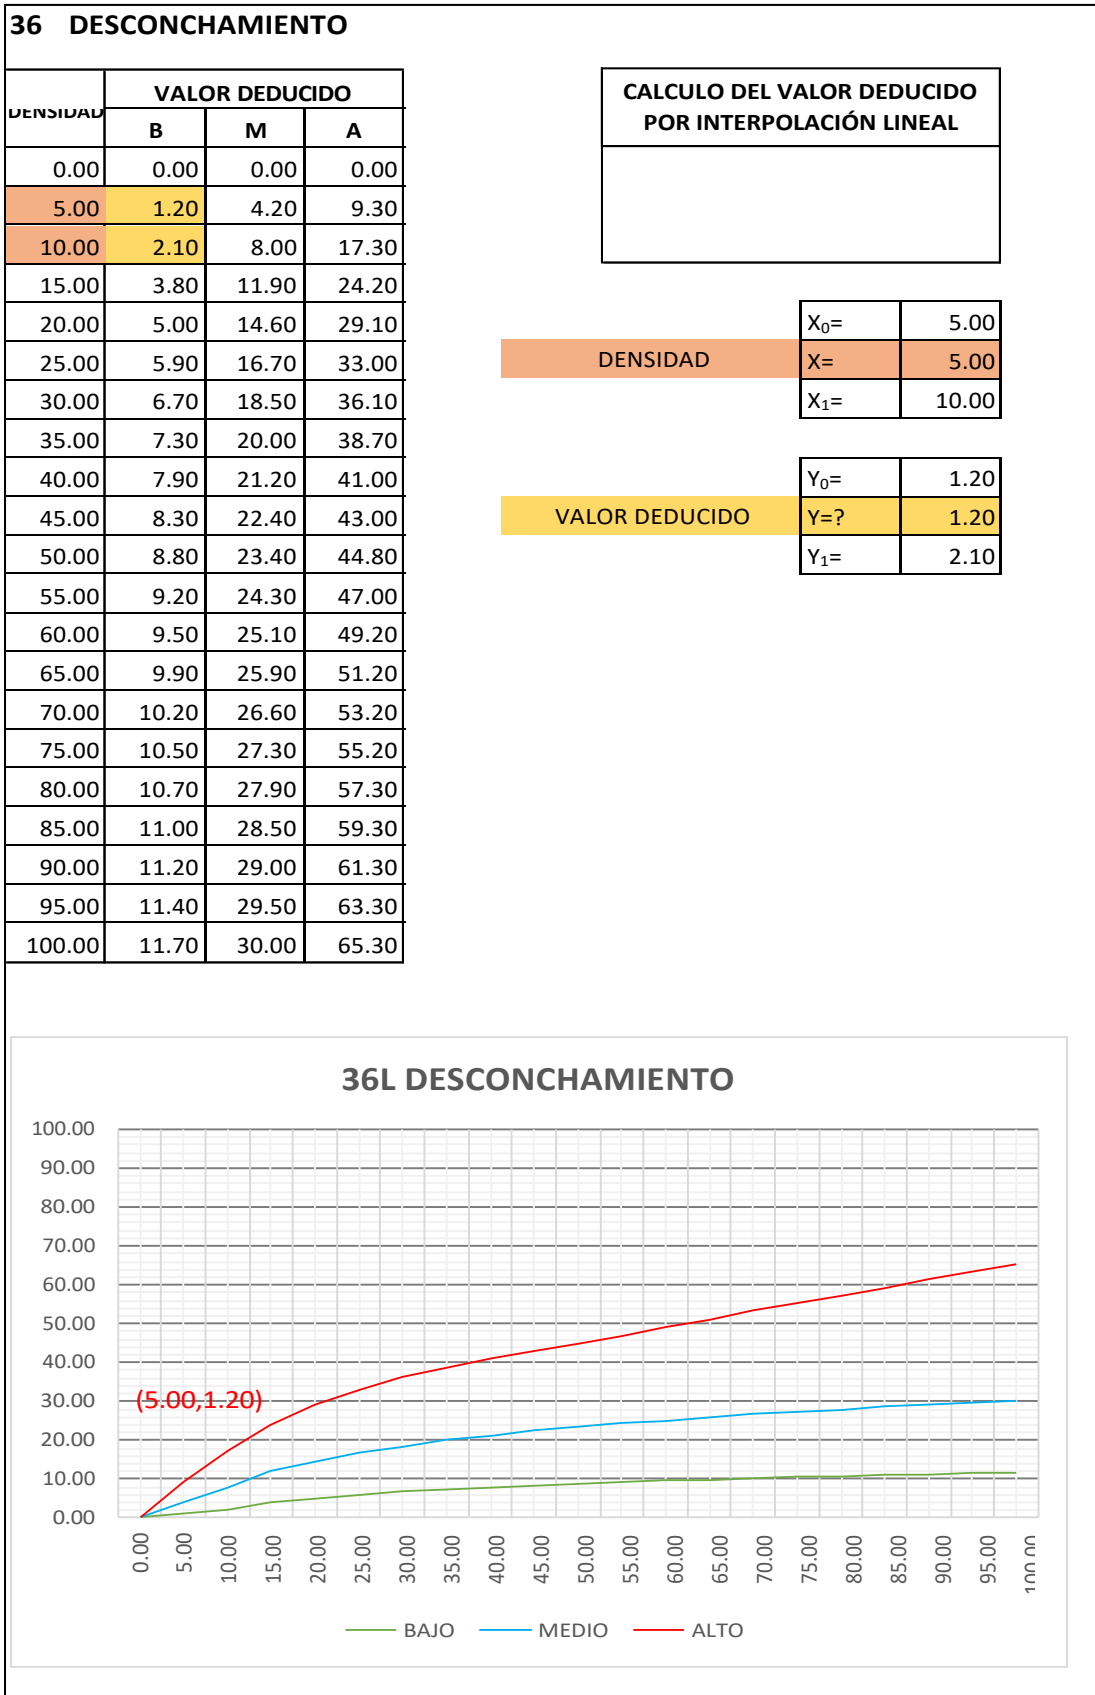 36 DESCONCHAMIENTO
DENSIDAD VALOR DEDUCIDO
B M A
0.00 0.00 0.00 0.00
5.00 1.20 4.20 9.30
10.00 2.10 8.00 17.30
15.00 3.80 11.90 24.20
20.00 5.00 14.60 29.10
25.00 5.90 16.70 33.00
30.00 6.70 18.50 36.10
35.00 7.30 20.00 38.70
40.00 7.90 21.20 41.00
45.00 8.30 22.40 43.00
50.00 8.80 23.40 44.80
55.00 9.20 24.30 47.00
60.00 9.50 25.10 49.20
65.00 9.90 25.90 51.20
70.00 10.20 26.60 53.20
75.00 10.50 27.30 55.20
80.00 10.70 27.90 57.30
85.00 11.00 28.50 59.30
90.00 11.20 29.00 61.30
95.00 11.40 29.50 63.30
100.00 11.70 30.00 65.30
CALCULO DEL VALOR DEDUCIDO
POR INTERPOLACIÓN LINEAL
X₀= 5.00
DENSIDAD X= 5.00
X₁= 10.00
Y₀= 1.20
VALOR DEDUCIDO Y=? 1.20
Y₁= 2.10
36L DESCONCHAMIENTO
100.00
90.00
80.00
70.00
60.00
50.00
40.00
30.00
20.00
10.00
0.00
(5.00,1.20)
0.00
5.00
10.00
15.00
20.00
25.00
30.00
35.00
40.00
45.00
50.00
55.00
60.00
65.00
70.00
75.00
80.00
85.00
90.00
95.00
100.00
BAJO MEDIO ALTO